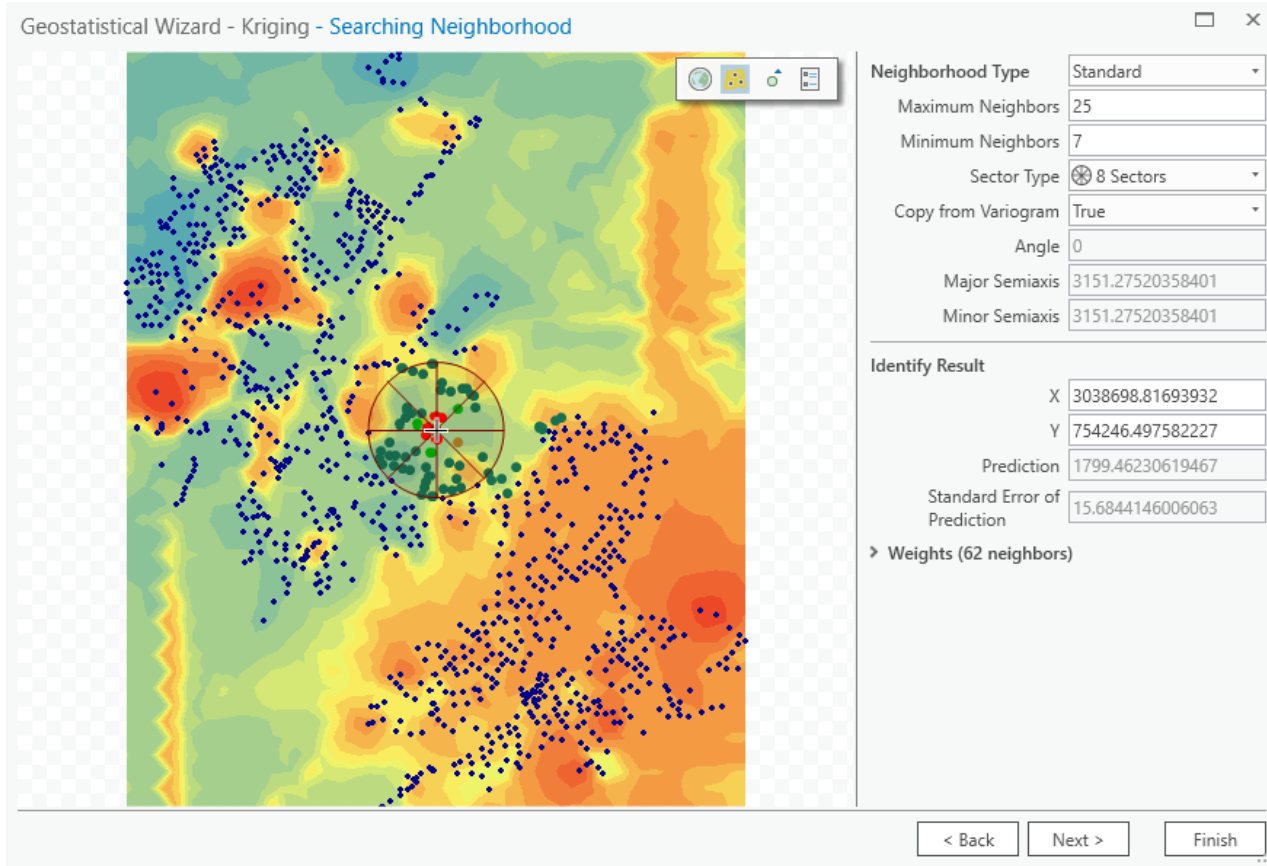 Geostatistical Wizard - Kriging - Searching Neighborhood
Neighborhood Type Standard
Maximum Neighbors 25
Minimum Neighbors 7
Sector Type 8 Sectors
Copy from Variogram True
Angle 0
Major Semiaxis 3151.27520358401
Minor Semiaxis 3151.27520358401
Identify Result
X 3038698.81693932
Y 754246.497582227
Prediction 1799.46230619467
Standard Error of
Prediction 15.6844146006063
Weights (62 neighbors)
< Back Next > Finish